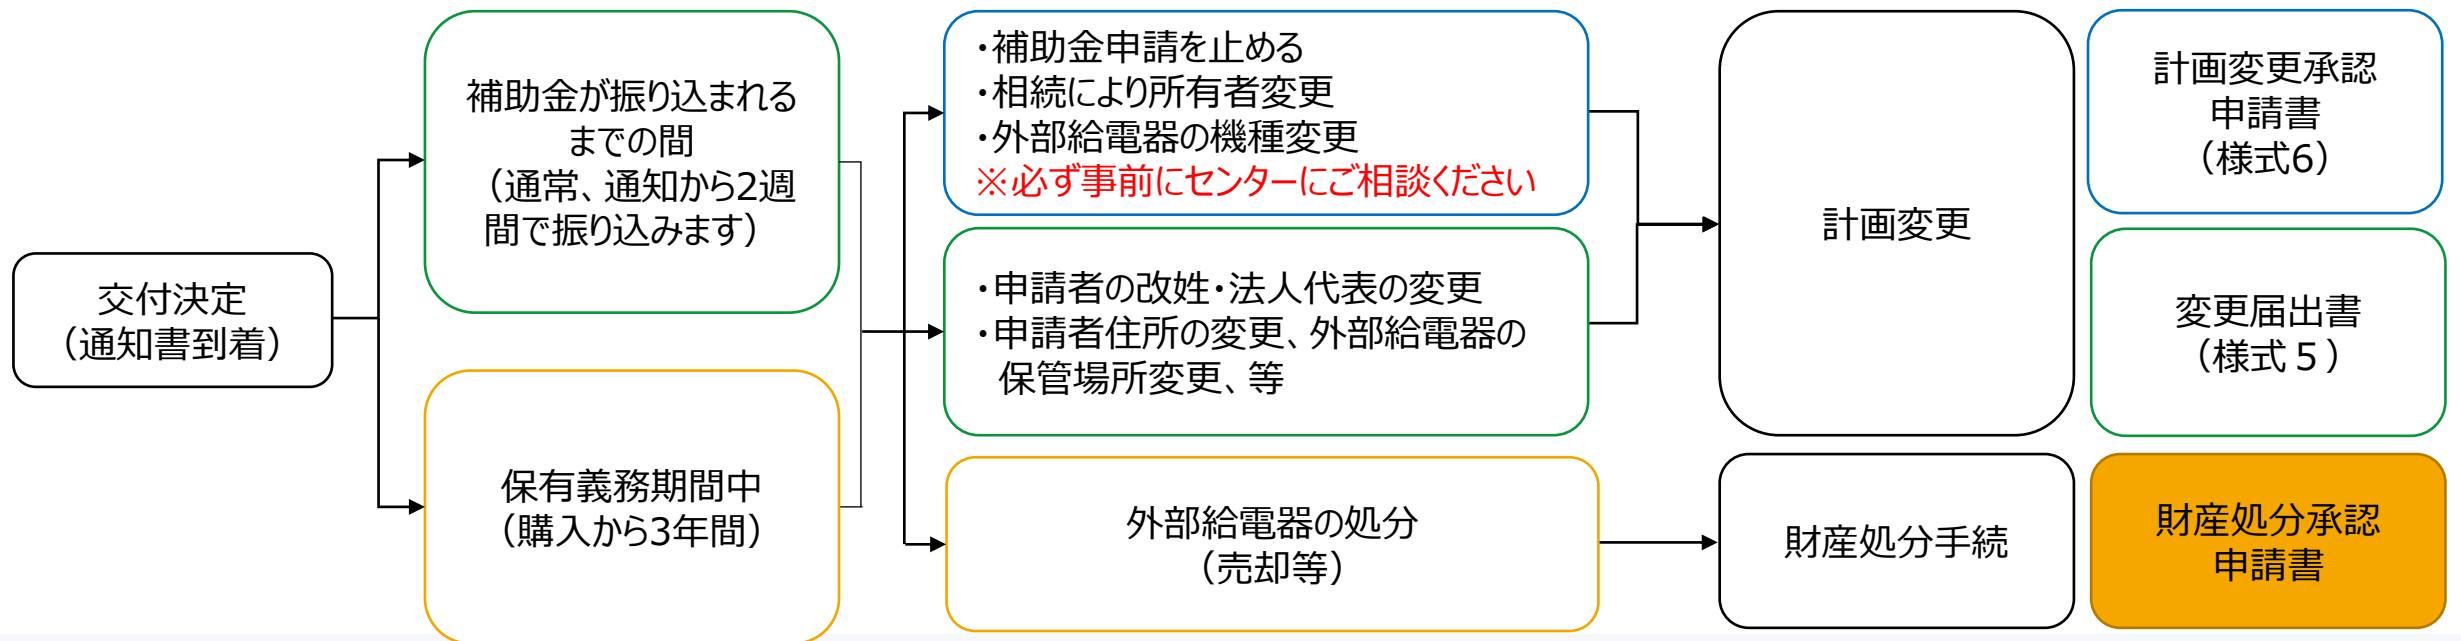 交付決定
（通知書到着）
補助金が振り込まれる
までの間
（通常、通知から2週
間で振り込みます）
保有義務期間中
（購入から3年間）
・補助金申請を止める
・相続により所有者変更
・外部給電器の機種変更
※必ず事前にセンターにご相談ください
・申請者の改姓・法人代表の変更
・申請者住所の変更、外部給電器の
保管場所変更、等
外部給電器の処分
（売却等）
計画変更
財産処分手続
計画変更承認
申請書
（様式6）
変更届出書
（様式５）
財産処分承認
申請書